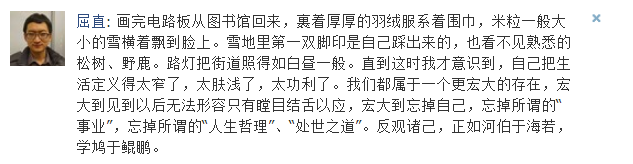 屈直: 画完电路板从图书馆回来，裹着厚厚的羽绒服系着围巾，米粒一般大
小的雪横着飘到脸上。雪地里第一双脚印是自己踩出来的，也看不见熟悉的
松树、野鹿。路灯把街道照得如白昼一般。直到这时我才意识到，自己把生
活定义得太窄了，太肤浅了，太功利了。我们都属于一个更宏大的存在，宏
大到见到以后无法形容只有瞠目结舌以应，宏大到忘掉自己，忘掉所谓的“
事业”，忘掉所谓的“人生哲理”、“处世之道”。反观诸己，正如河伯于海若，
学鸠于鲲鹏。